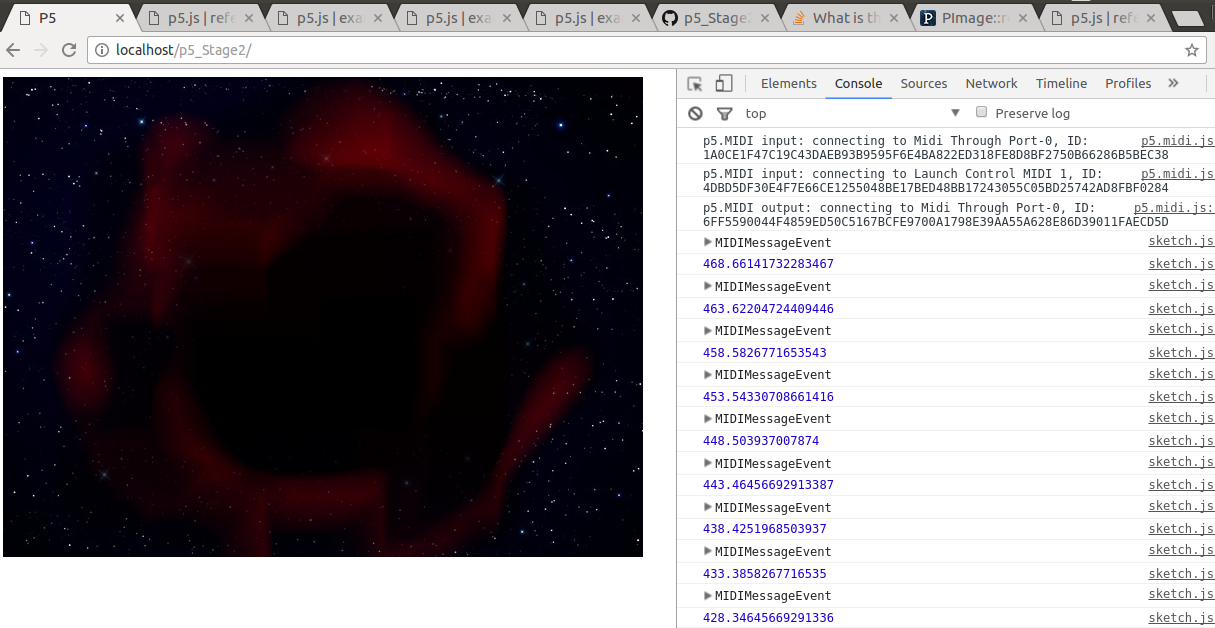 P5
p5.js | refe
p5.js | exa
p5.js | exa
p5.js | exa
p5_Stage2
What is th
PImage::r
p5.js | refe
localhost/p5_Stage2/
Elements Console Sources Network Timeline Profiles »
top Preserve log
p5.MIDI input: connecting to Midi Through Port-0, ID: p5.midi.js
1A0CE1F47C19C43DAEB93B9595F6E4BA822ED318FE8D8BF2750B66286B5BEC38
p5.MIDI input: connecting to Launch Control MIDI 1, ID: p5.midi.js
4DBD5DF30E4F7E66CE1255048BE17BED48BB17243055C05BD25742AD8FBF0284
p5.MIDI output: connecting to Midi Through Port-0, ID: p5.midi.js:
6FF5590044F4859ED50C5167BCFE9700A1798E39AA55A628E86D39011FAECD5D
MIDIMessageEvent sketch.js
468.66141732283467 sketch.js
MIDIMessageEvent sketch.js
463.62204724409446 sketch.js
MIDIMessageEvent sketch.js
458.5826771653543 sketch.js
MIDIMessageEvent sketch.js
453.54330708661416 sketch.js
MIDIMessageEvent sketch.js
448.503937007874 sketch.js
MIDIMessageEvent sketch.js
443.46456692913387 sketch.js
MIDIMessageEvent sketch.js
438.4251968503937 sketch.js
MIDIMessageEvent sketch.js
433.3858267716535 sketch.js
MIDIMessageEvent sketch.js
428.34645669291336 sketch.js